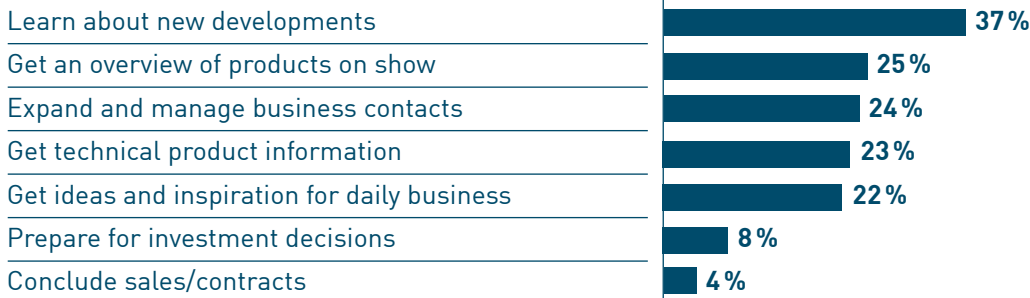 Learn about new developments 37 %
Get an overview of products on show 25 %
Expand and manage business contacts 24 %
Get technical product information 23 %
Get ideas and inspiration for daily business 22 %
Prepare for investment decisions 8 %
Conclude sales/contracts 4 %